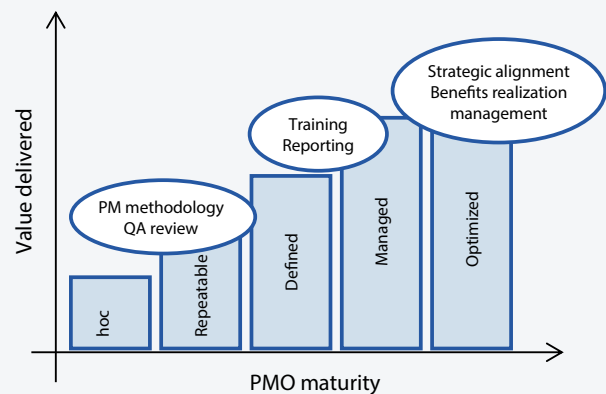 Strategic alignment
Benefits realization
management
Training
Reporting
PM methodology
QA review
Value delivered
hoc
Repeatable
Defined
Managed
Optimized
PMO maturity